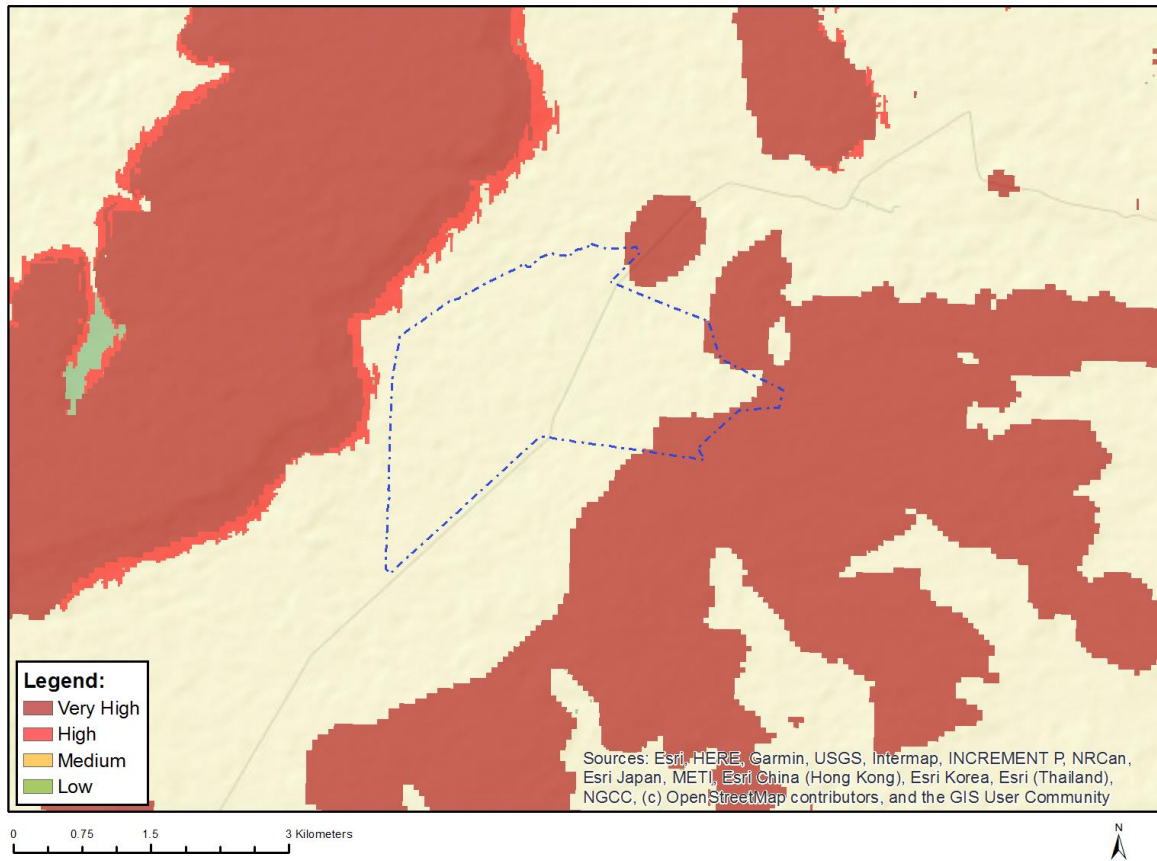 Legend:
Very High
High
Medium
Low
Sources: Esri, HERE, Garmin, USGS, Intermap, INCREMENT P, NRCan,
Esri Japan, METI, Esri China (Hong Kong), Esri Korea, Esri (Thailand),
NGCC, (c) OpenStreetMap contributors, and the GIS User Community
0 0.75 1.5 3 Kilometers
N